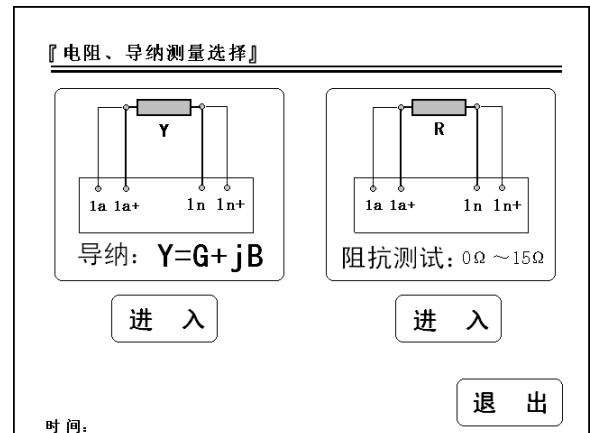 『电阻、导纳测量选择』
Y
R
1a 1a+ 1n 1n+
1a 1a+ 1n 1n+
导纳: Y=G+jB
阻抗测试: 0Ω ～15Ω
进 入
进 入
退 出
时间: